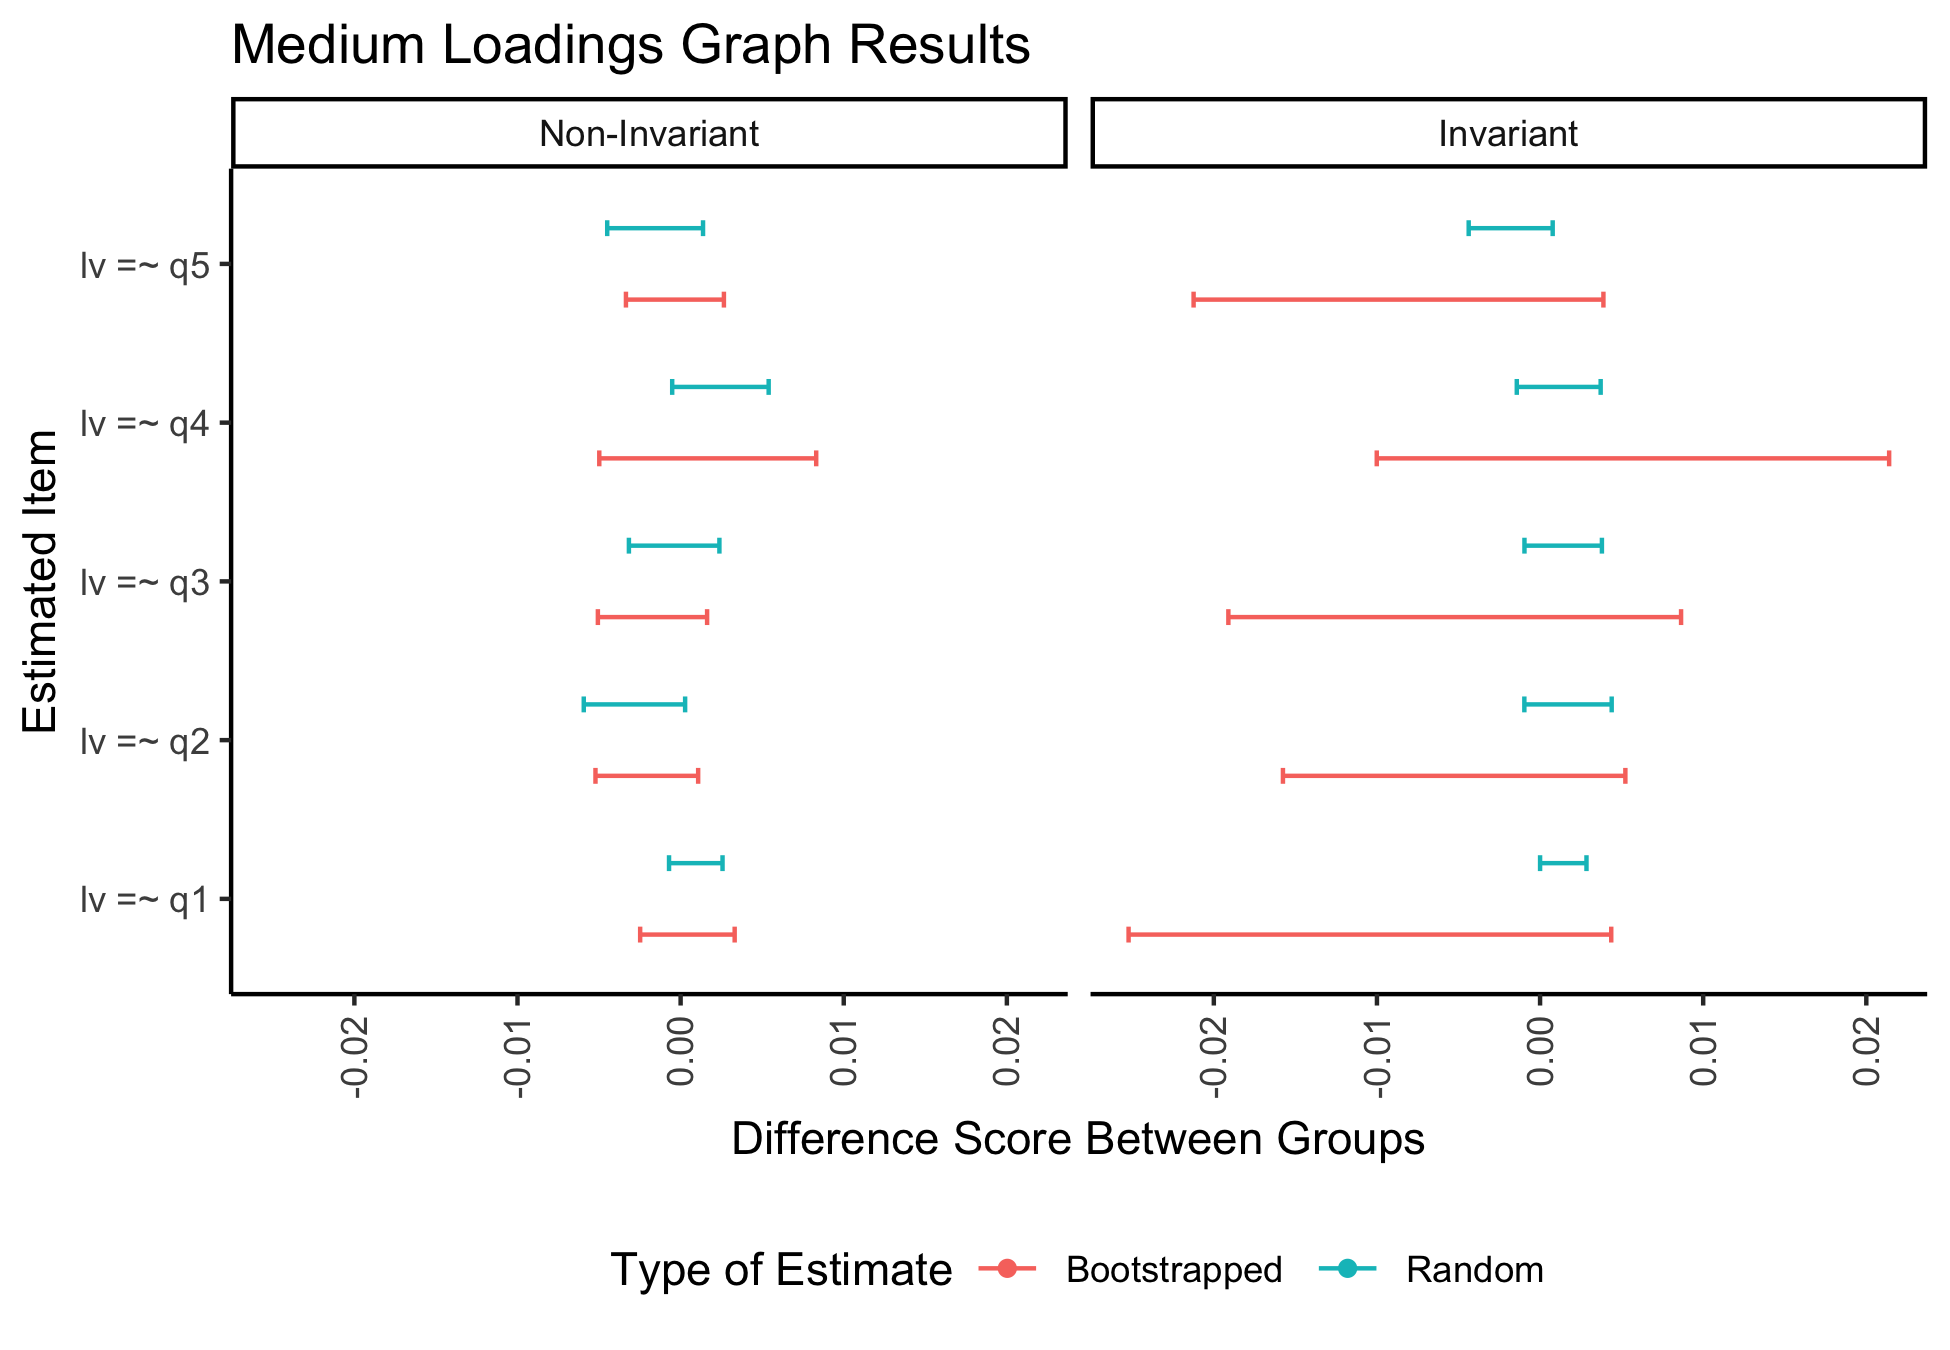 Medium Loadings Graph Results
Non-Invariant
Invariant
Estimated Item
lv =~ q5
lv =~ q4
lv =~ q3
lv =~ q2
lv =~ q1
-0.02
-0.01
0.00
0.01
0.02
-0.02
-0.01
0.00
0.01
0.02
Difference Score Between Groups
Type of Estimate Bootstrapped Random